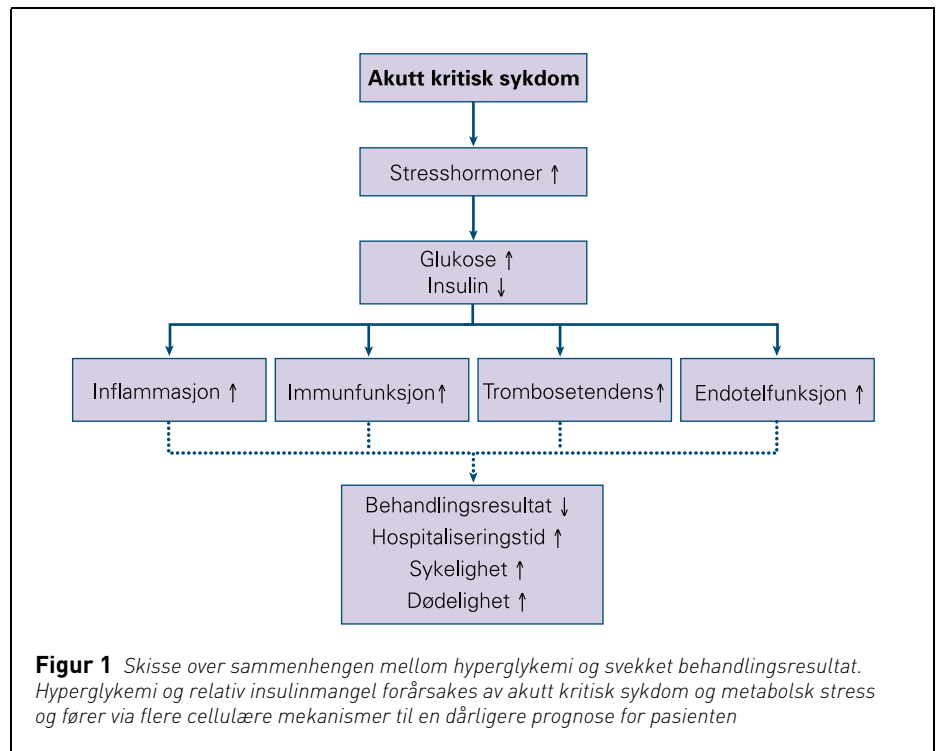 Akutt kritisk sykdom
Stresshormoner ↑
Glukose ↑
Insulin ↓
Inflammasjon ↑
Immunfunksjon↑
Trombosetendens↑
Endotelfunksjon ↑
Behandlingsresultat ↓
Hospitaliseringstid ↑
Sykelighet ↑
Dødelighet ↑
Figur 1 Skisse over sammenhengen mellom hyperglykemi og svekket behandlingsresultat.
Hyperglykemi og relativ insulinmangel forårsakes av akutt kritisk sykdom og metabolsk stress
og fører via flere cellulære mekanismer til en dårligere prognose for pasienten